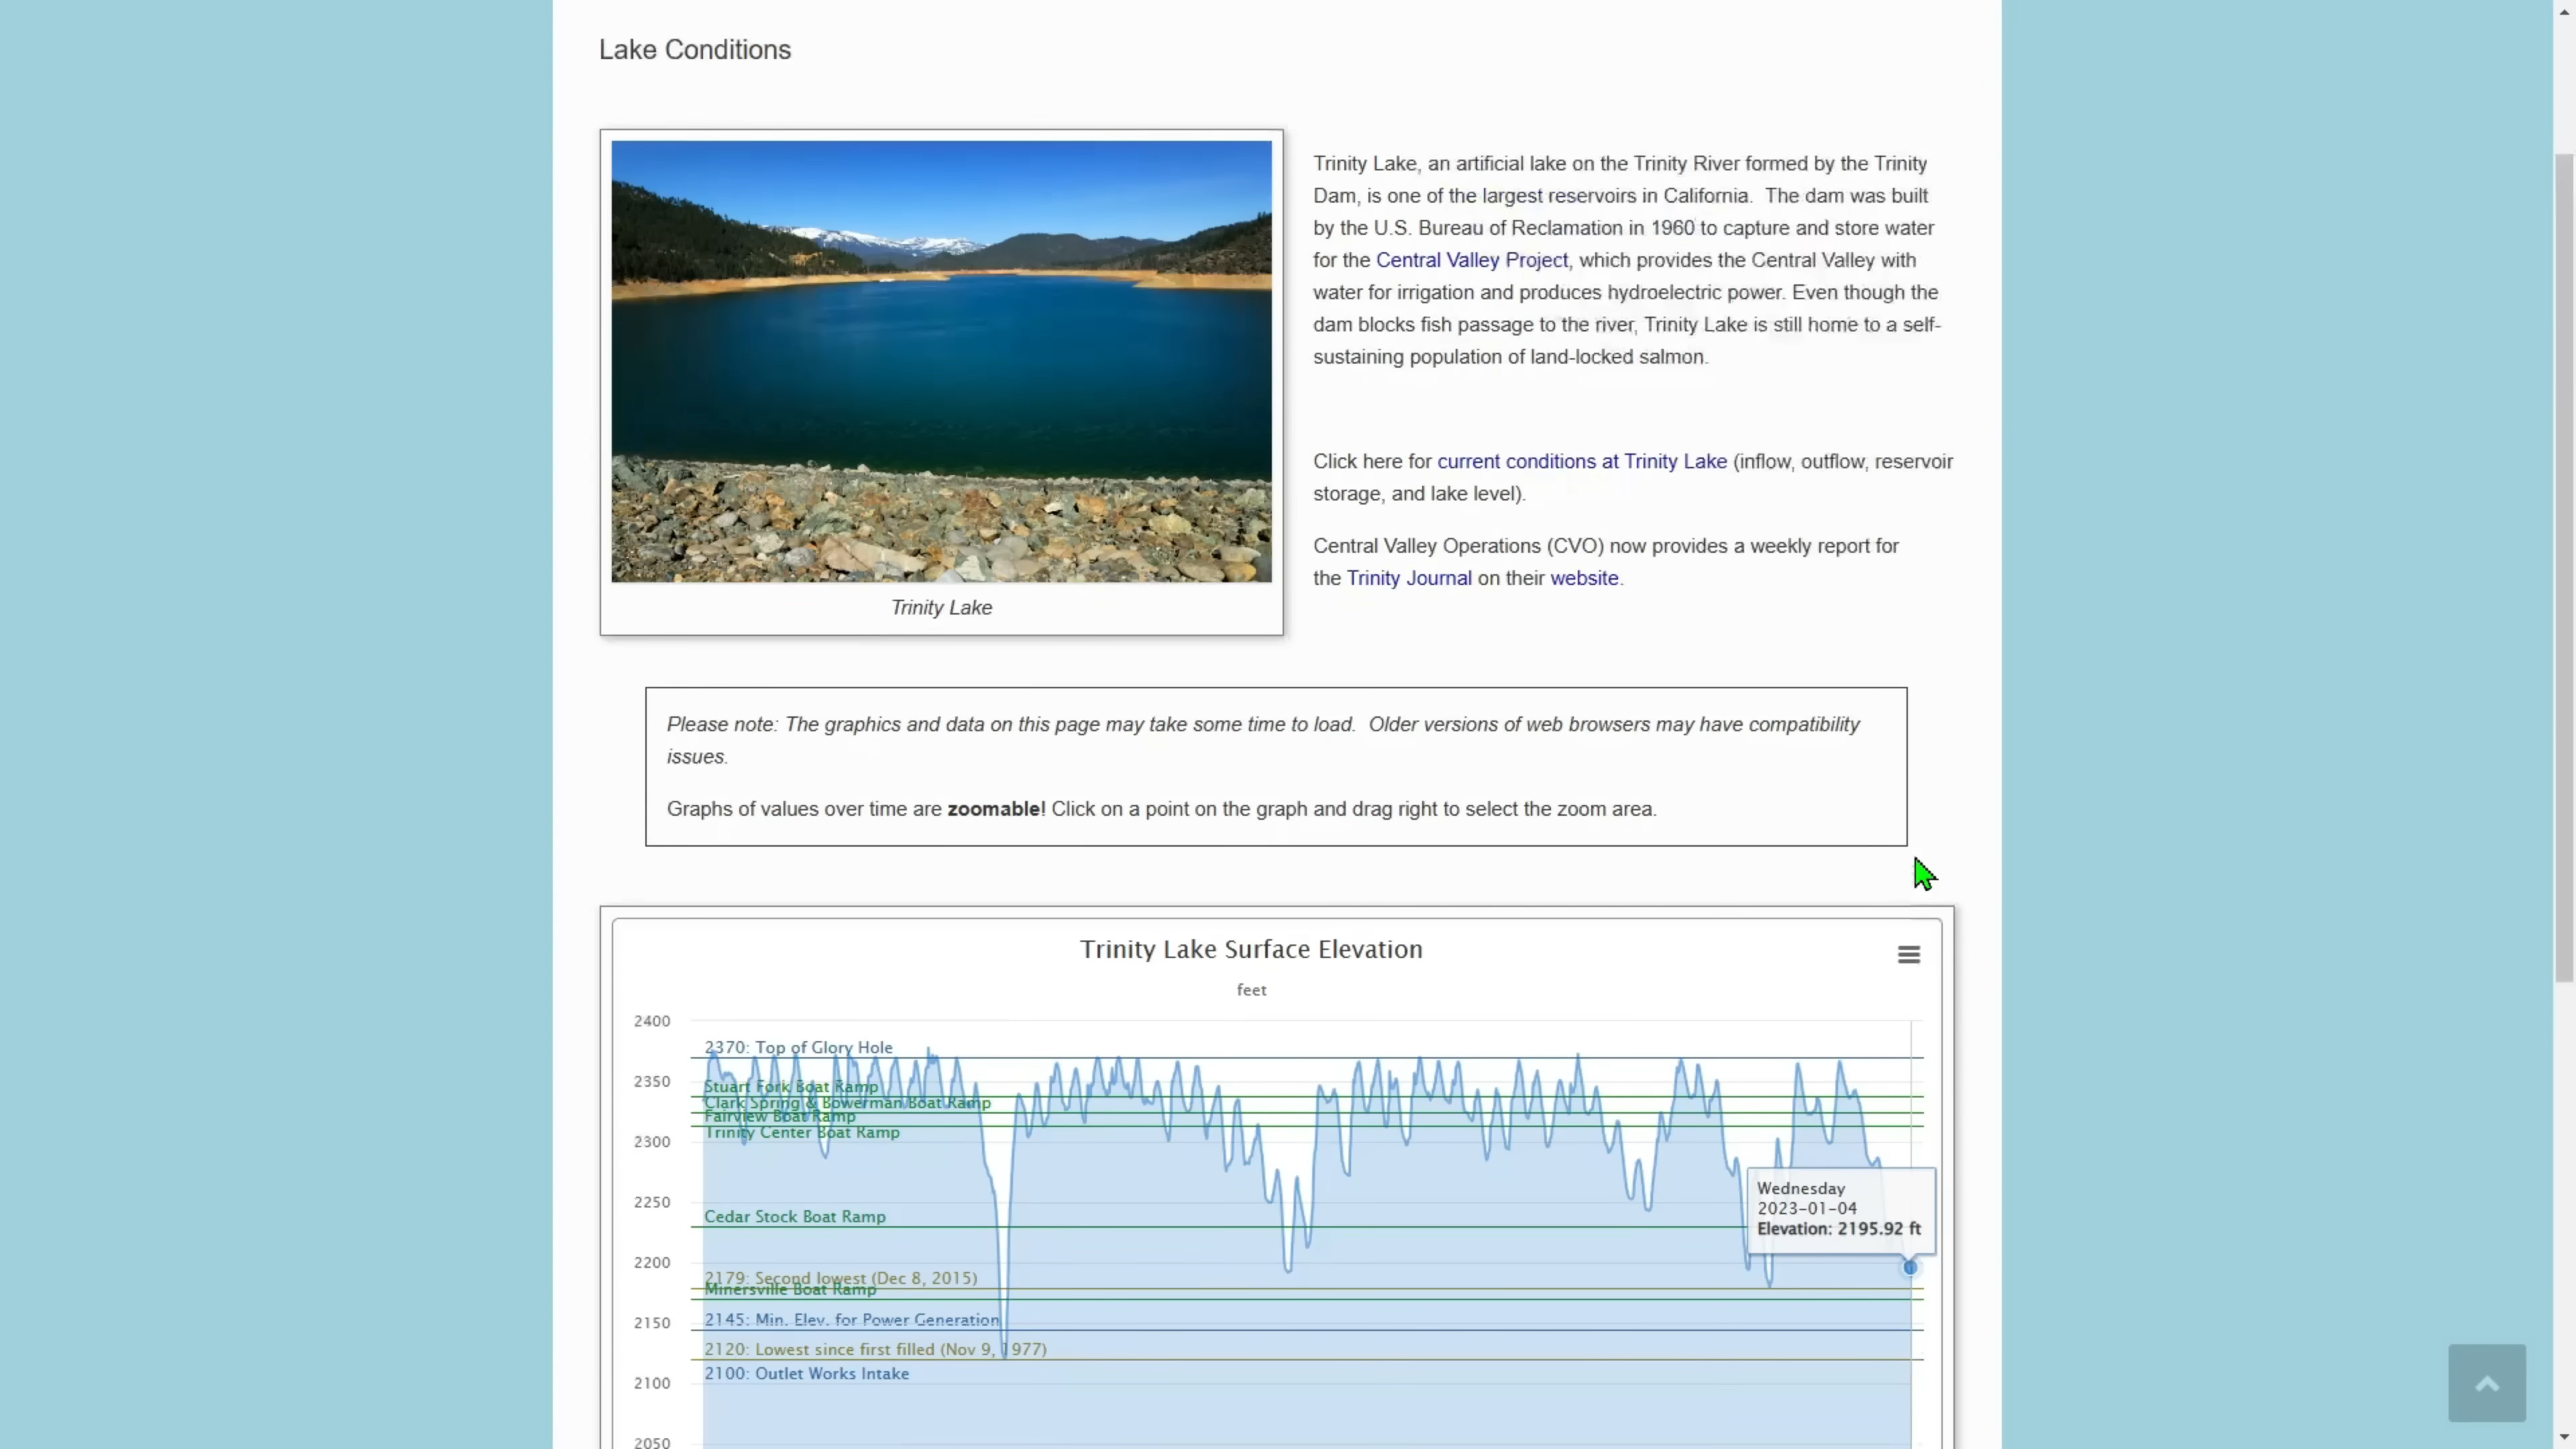 Lake Conditions
Trinity Lake, an artificial lake on the Trinity River formed by the Trinity
Dam, is one of the largest reservoirs in California.  The dam was built
by the U.S. Bureau of Reclamation in 1960 to capture and store water
for the Central Valley Project, which provides the Central Valley with
water for irrigation and produces hydroelectric power. Even though the
dam blocks fish passage to the river, Trinity Lake is still home to a self-
sustaining population of land-locked salmon.
Click here for current conditions at Trinity Lake (inflow, outflow, reservoir
storage, and lake level).
Central Valley Operations (CVO) now provides a weekly report for
the Trinity Journal on their website.
Trinity Lake
Please note: The graphics and data on this page may take some time to load.  Older versions of web browsers may have compatibility
issues.
Graphs of values over time are zoomable! Click on a point on the graph and drag right to select the zoom area.
Trinity Lake Surface Elevation
feet
2400
2370: Top of Glory Hole
2350
Stuart Fork Boat Ramp
Clark Spring & Bowerman Boat Ramp
Fairview Boat Ramp
Trinity Center Boat Ramp
2300
Wednesday
2023-01-04
Elevation: 2195.92 ft
2250
Cedar Stock Boat Ramp
2200
2179: Second lowest (Dec 8, 2015)
Minersville Boat Ramp
2150
2145: Min. Elev. for Power Generation
2120: Lowest since first filled (Nov 9, 1977)
2100: Outlet Works Intake
2100
2050